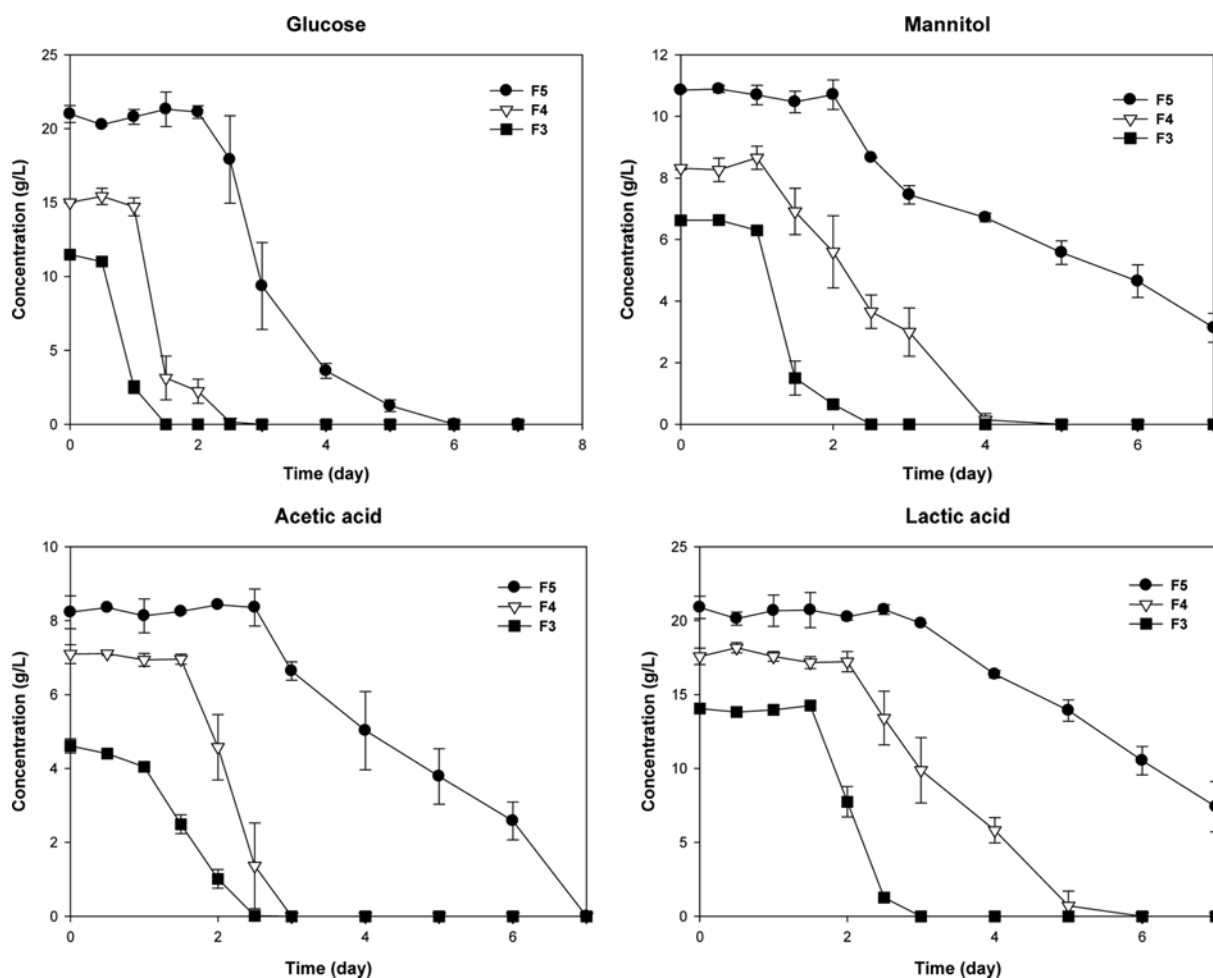 Glucose
25
20
15
10
5
0
Concentration (g/L)
F5
F4
F3
0 2 4 6 8
Time (day)
Mannitol
12
10
8
6
4
2
0
Concentration (g/L)
F5
F4
F3
0 2 4 6
Time (day)
Acetic acid
10
8
6
4
2
0
Concentration (g/L)
F5
F4
F3
0 2 4 6
Time (day)
Lactic acid
25
20
15
10
5
0
Concentration (g/L)
F5
F4
F3
0 2 4 6
Time (day)